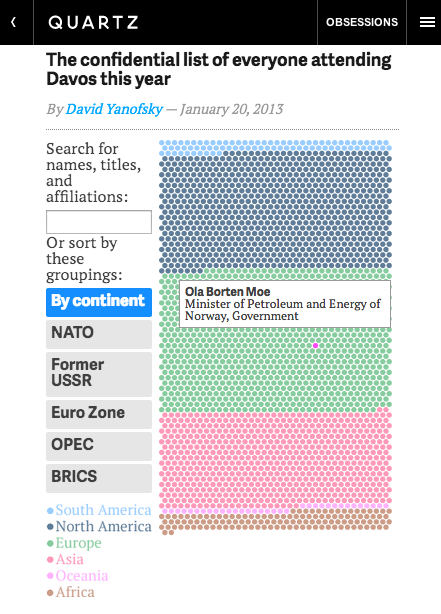 QUARTZ
OBSESSIONS
The confidential list of everyone attending
Davos this year
By David Yanofsky — January 20, 2013
Search for
names, titles,
and
affiliations:
Or sort by
these
groupings:
By continent
NATO
Former
USSR
Euro Zone
OPEC
BRICS
South America
North America
Europe
Asia
Oceania
Africa
Ola Borten Moe
Minister of Petroleum and Energy of
Norway, Government